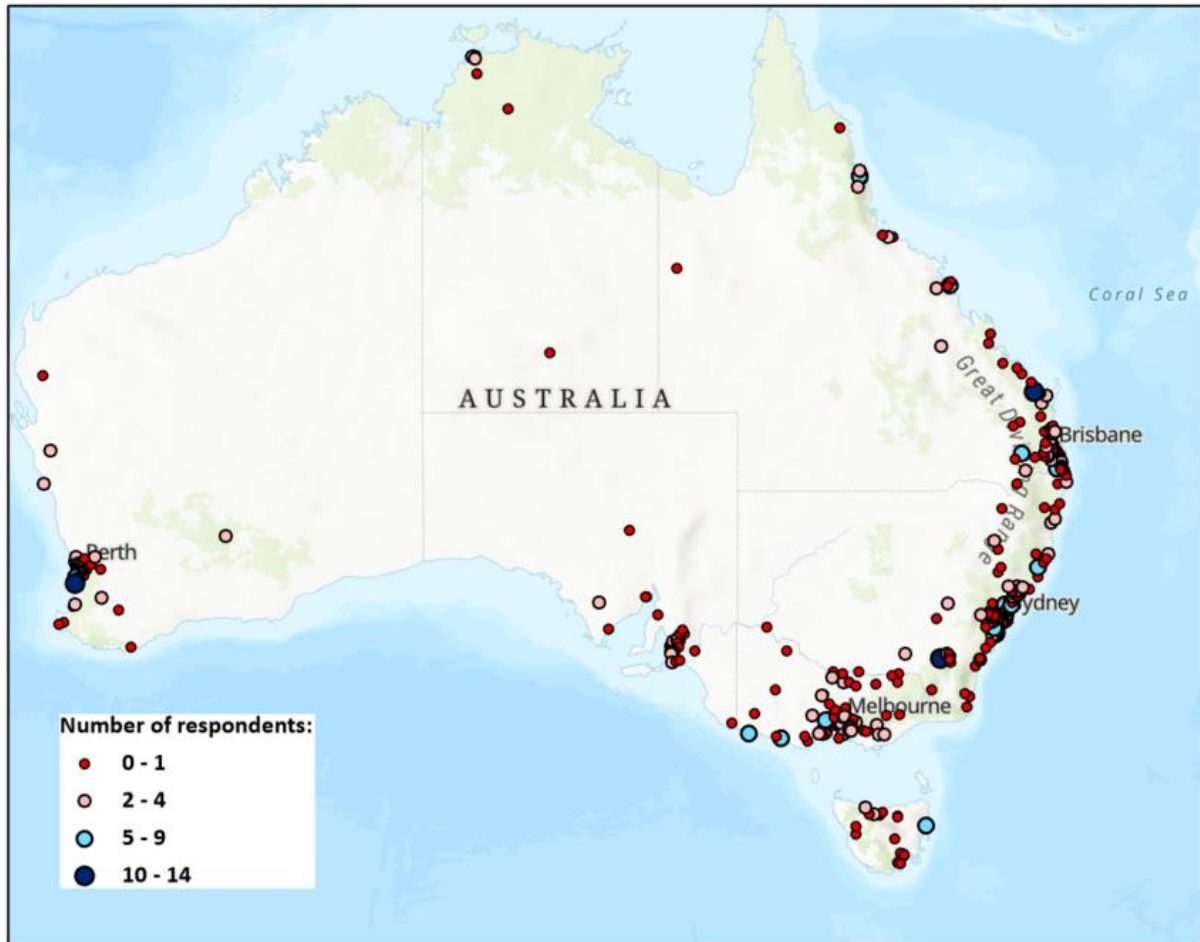 Coral Sea
Great Dividing Range
AUSTRALIA
Brisbane
Perth
ydney
Melbourne
Number of respondents:
0 - 1
2 - 4
5 - 9
10 - 14